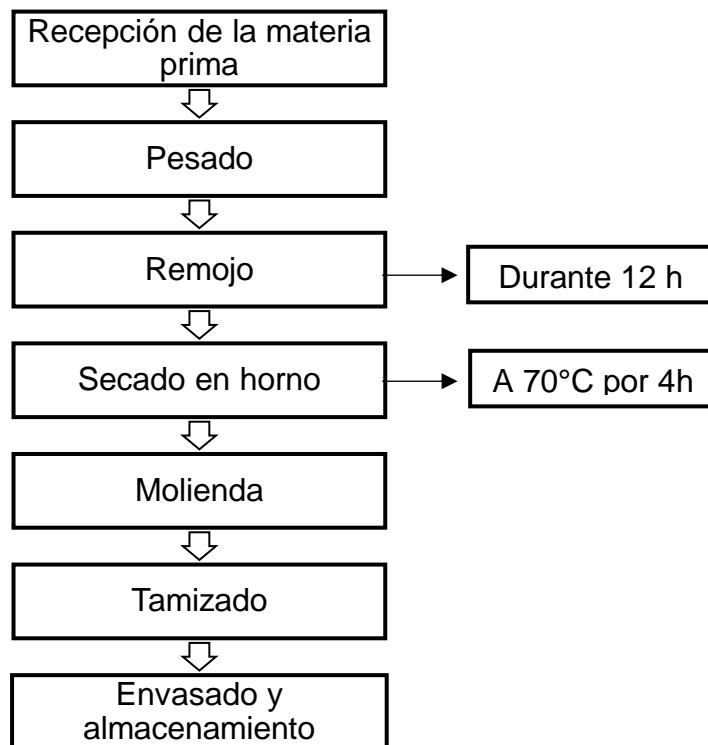 Recepción de la materia
prima
Pesado
Remojo
Durante 12 h
Secado en horno
A 70°C por 4h
Molienda
Tamizado
Envasado y
almacenamiento